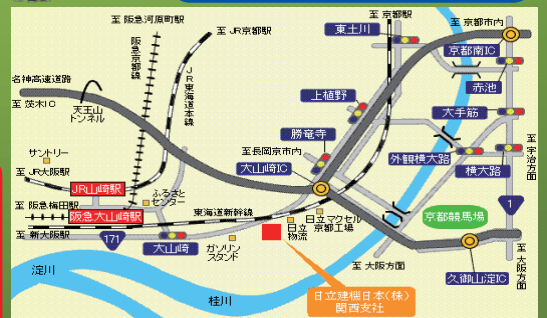 至 阪急河原町駅
至 JR京都駅
至 京都駅
至 京都市内
阪急京都線
JR東海道本線
東土川
京都南IC
赤池
名神高速道路
至 茨木IC
天王山
トンネル
上植野
大手筋
勝竜寺
至長岡京市内
大山崎IC
外観横大路
横大路
至 宇治方面
サントリー
至 JR大阪駅
JR山崎駅
ふるさと
センター
至 阪急梅田駅
阪急大山崎駅
東海道新幹線
至 新大阪駅
171
大山崎
ガソリン
スタンド
日立
物流
日立マクセル
京都工場
京都競馬場
1
久御山淀IC
至 大阪方面
至 大阪方面
淀川
桂川
日立建機日本(株)
関西支社